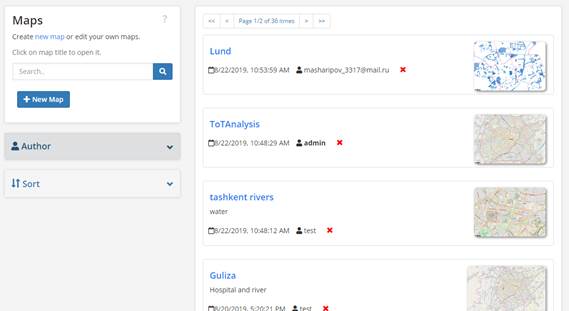 Maps
?
Create new map or edit your own maps.
Click on map title to open it.
Search..
New Map
Author
Sort
<< < Page 1/2 of 36 times > >>
Lund
8/22/2019, 10:53:59 AM masharipov_3317@mail.ru
ToTAnalysis
8/22/2019, 10:48:29 AM admin
tashkent rivers
water
8/22/2019, 10:48:12 AM test
Guliza
Hospital and river
8/20/2019, 5:20:21 PM test